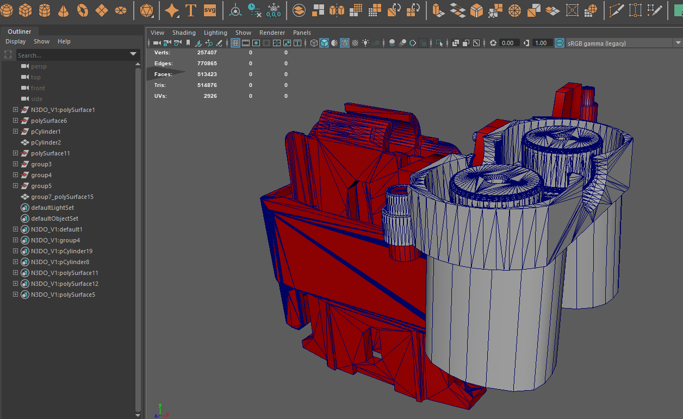 T
SVG
Outliner
Display Show Help
Search...
persp
top
front
side
N3DO_V1:polySurface1
polySurface6
pCylinder1
pCylinder2
polySurface11
group3
group4
group5
group7_polySurface15
defaultLightSet
defaultObjectSet
N3DO_V1:default1
N3DO_V1:group4
N3DO_V1:pCylinder19
N3DO_V1:pCylinder8
N3DO_V1:polySurface11
N3DO_V1:polySurface12
N3DO_V1:polySurface5
View Shading Lighting Show Renderer Panels
0.00 1.00 sRGB gamma (legacy)
Verts: 257407 0 0
Edges: 770865 0 0
Faces: 513423 0 0
Tris: 514876 0 0
UVs: 2926 0 0